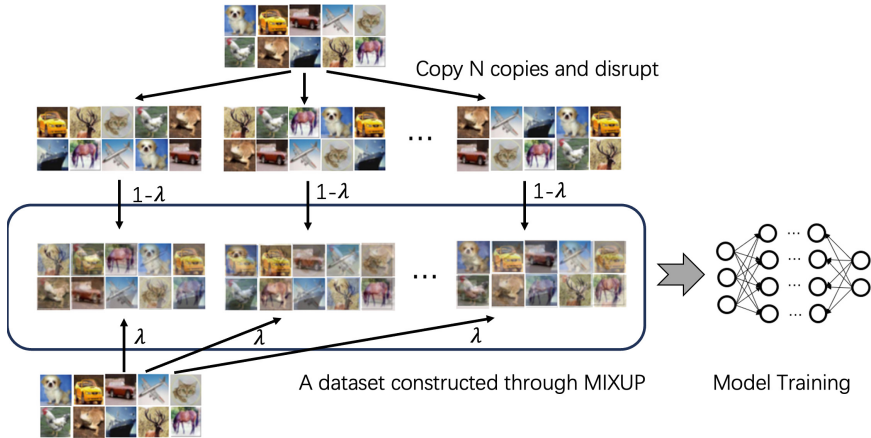 Copy N copies and disrupt
...
1-λ
1-λ
1-λ
...
...
...
...
...
λ
λ
λ
A dataset constructed through MIXUP
Model Training